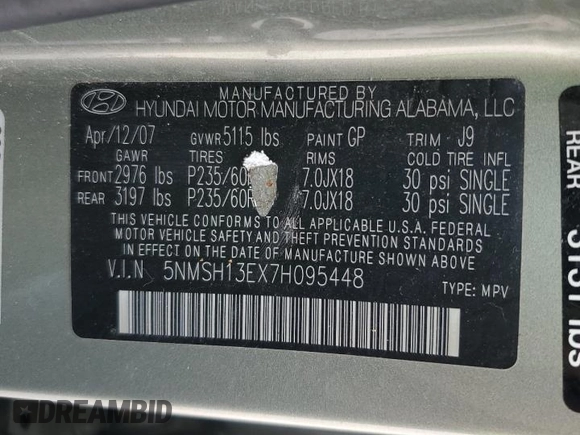 MANUFACTURED BY
HYUNDAI MOTOR MANUFACTURING ALABAMA, LLC
Apr/12/07 GVWR 5115 lbs PAINT GP TRIM J9
GAWR TIRES RIMS COLD TIRE INFL
FRONT 2976 lbs P235/60 7.0JX18 30 psi SINGLE
REAR 3197 lbs P235/60R 7.0JX18 30 psi SINGLE
THIS VEHICLE CONFORMS TO ALL APPLICABLE U.S.A. FEDERAL
MOTOR VEHICLE SAFETY AND THEFT PREVENTION STANDARDS
IN EFFECT ON THE DATE OF MANUFACTURE SHOWN ABOVE.
V.I.N 5NMSH13EX7H095448
TYPE: MPV
REAR
lbs
DREAMBID